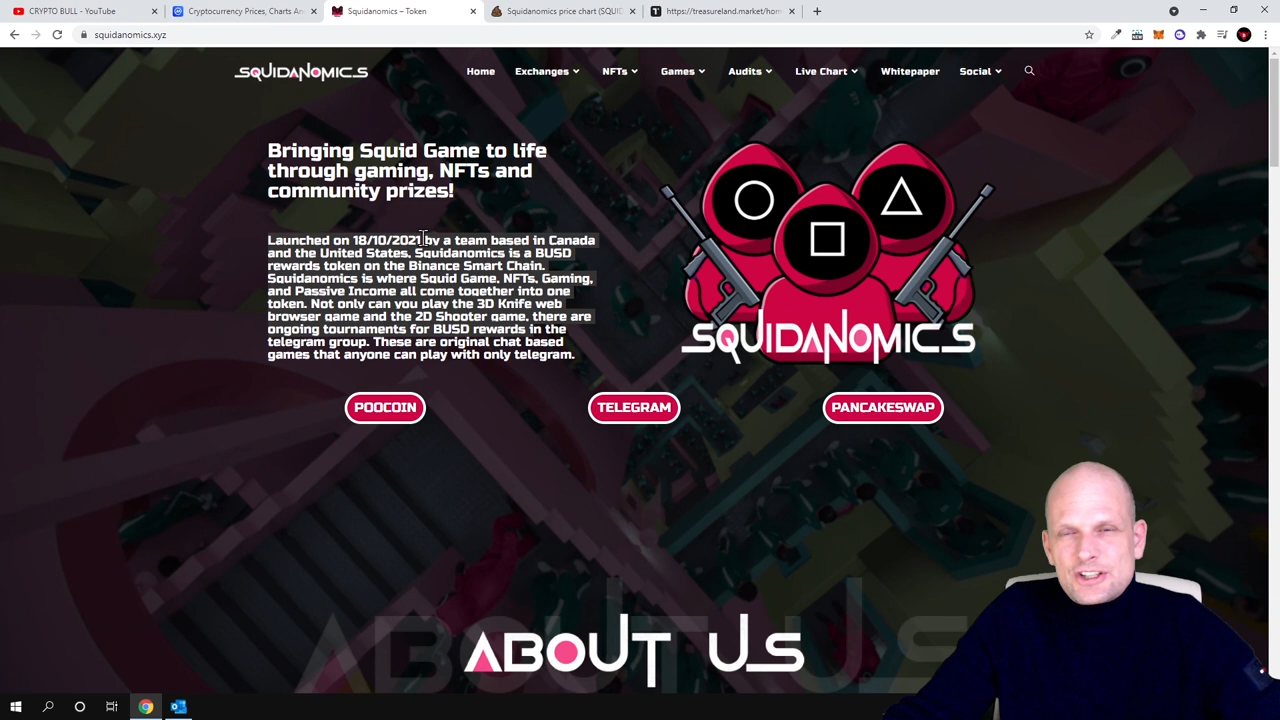 CRYPTO BULL - YouTube
Cryptocurrency Prices, Charts An
Squidanomics – Token
Squidanomics price chart (SQUID
https://treasureland.market/hom
squidanomics.xyz
SQUIDANOMICS
Home
Exchanges
NFTs
Games
Audits
Live Chart
Whitepaper
Social
Bringing Squid Game to life
through gaming, NFTs and
community prizes!
Launched on 18/10/2021 by a team based in Canada
and the United States. Squidanomics is a BUSD
rewards token on the Binance Smart Chain.
Squidanomics is where Squid Game, NFTs, Gaming,
and Passive Income all come together into one
token. Not only can you play the 3D Knife web
browser game and the 2D Shooter game, there are
ongoing tournaments for BUSD rewards in the
telegram group. These are original chat based
games that anyone can play with only telegram.
SQUIDANOMICS
POOCOIN
TELEGRAM
PANCAKESWAP
ABOUT US
ABOUT US